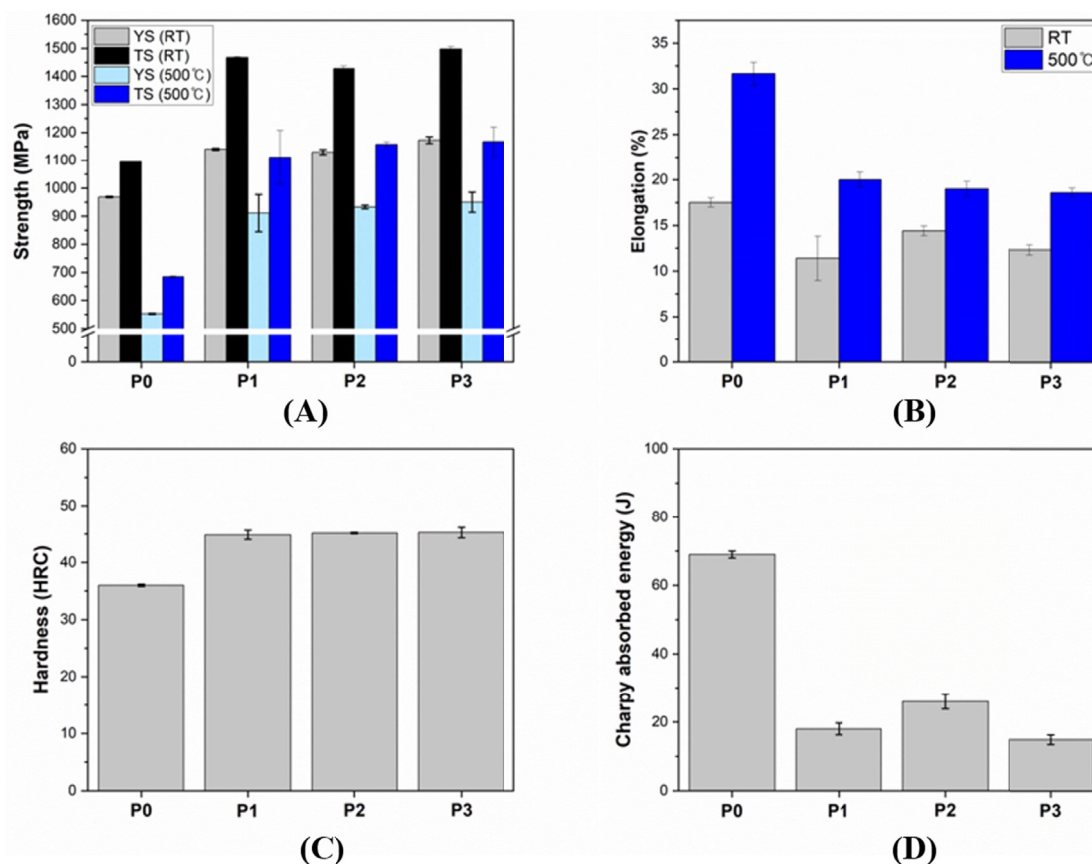 YS (RT)
TS (RT)
YS (500℃)
TS (500℃)
Strength (MPa)
1600
1500
1400
1300
1200
1100
1000
900
800
700
600
500
0
P0 P1 P2 P3
(A)
RT
500℃
Elongation (%)
35
30
25
20
15
10
5
0
P0 P1 P2 P3
(B)
Hardness (HRC)
60
50
40
30
20
10
0
P0 P1 P2 P3
(C)
Charpy absorbed energy (J)
100
80
60
40
20
0
P0 P1 P2 P3
(D)